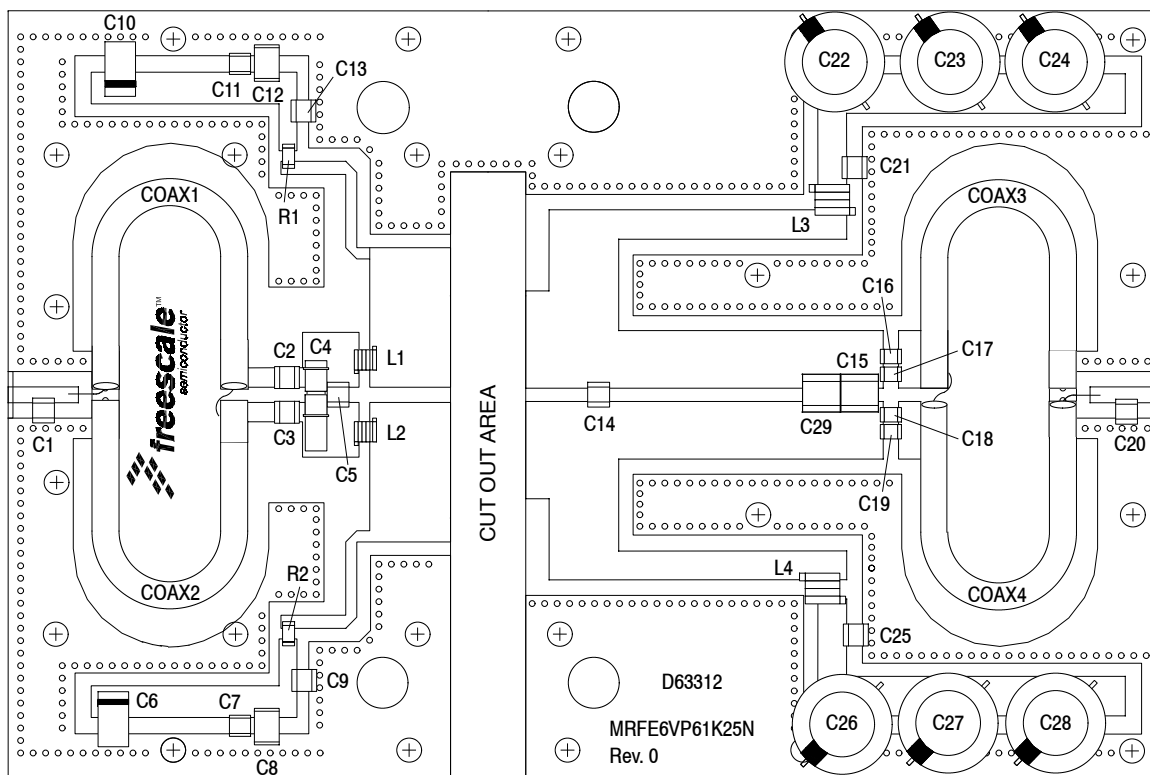 C10
C11
C12
C13
C22
C23
C24
C21
COAX1
R1
L3
COAX3
freescale™
semiconductor
C16
C2
C4
L1
C15
C17
C1
C3
L2
C5
CUT OUT AREA
C14
C29
C18
C20
C19
COAX2
R2
L4
COAX4
C25
C9
D63312
C6
C7
C8
MRFE6VP61K25N
Rev. 0
C26
C27
C28